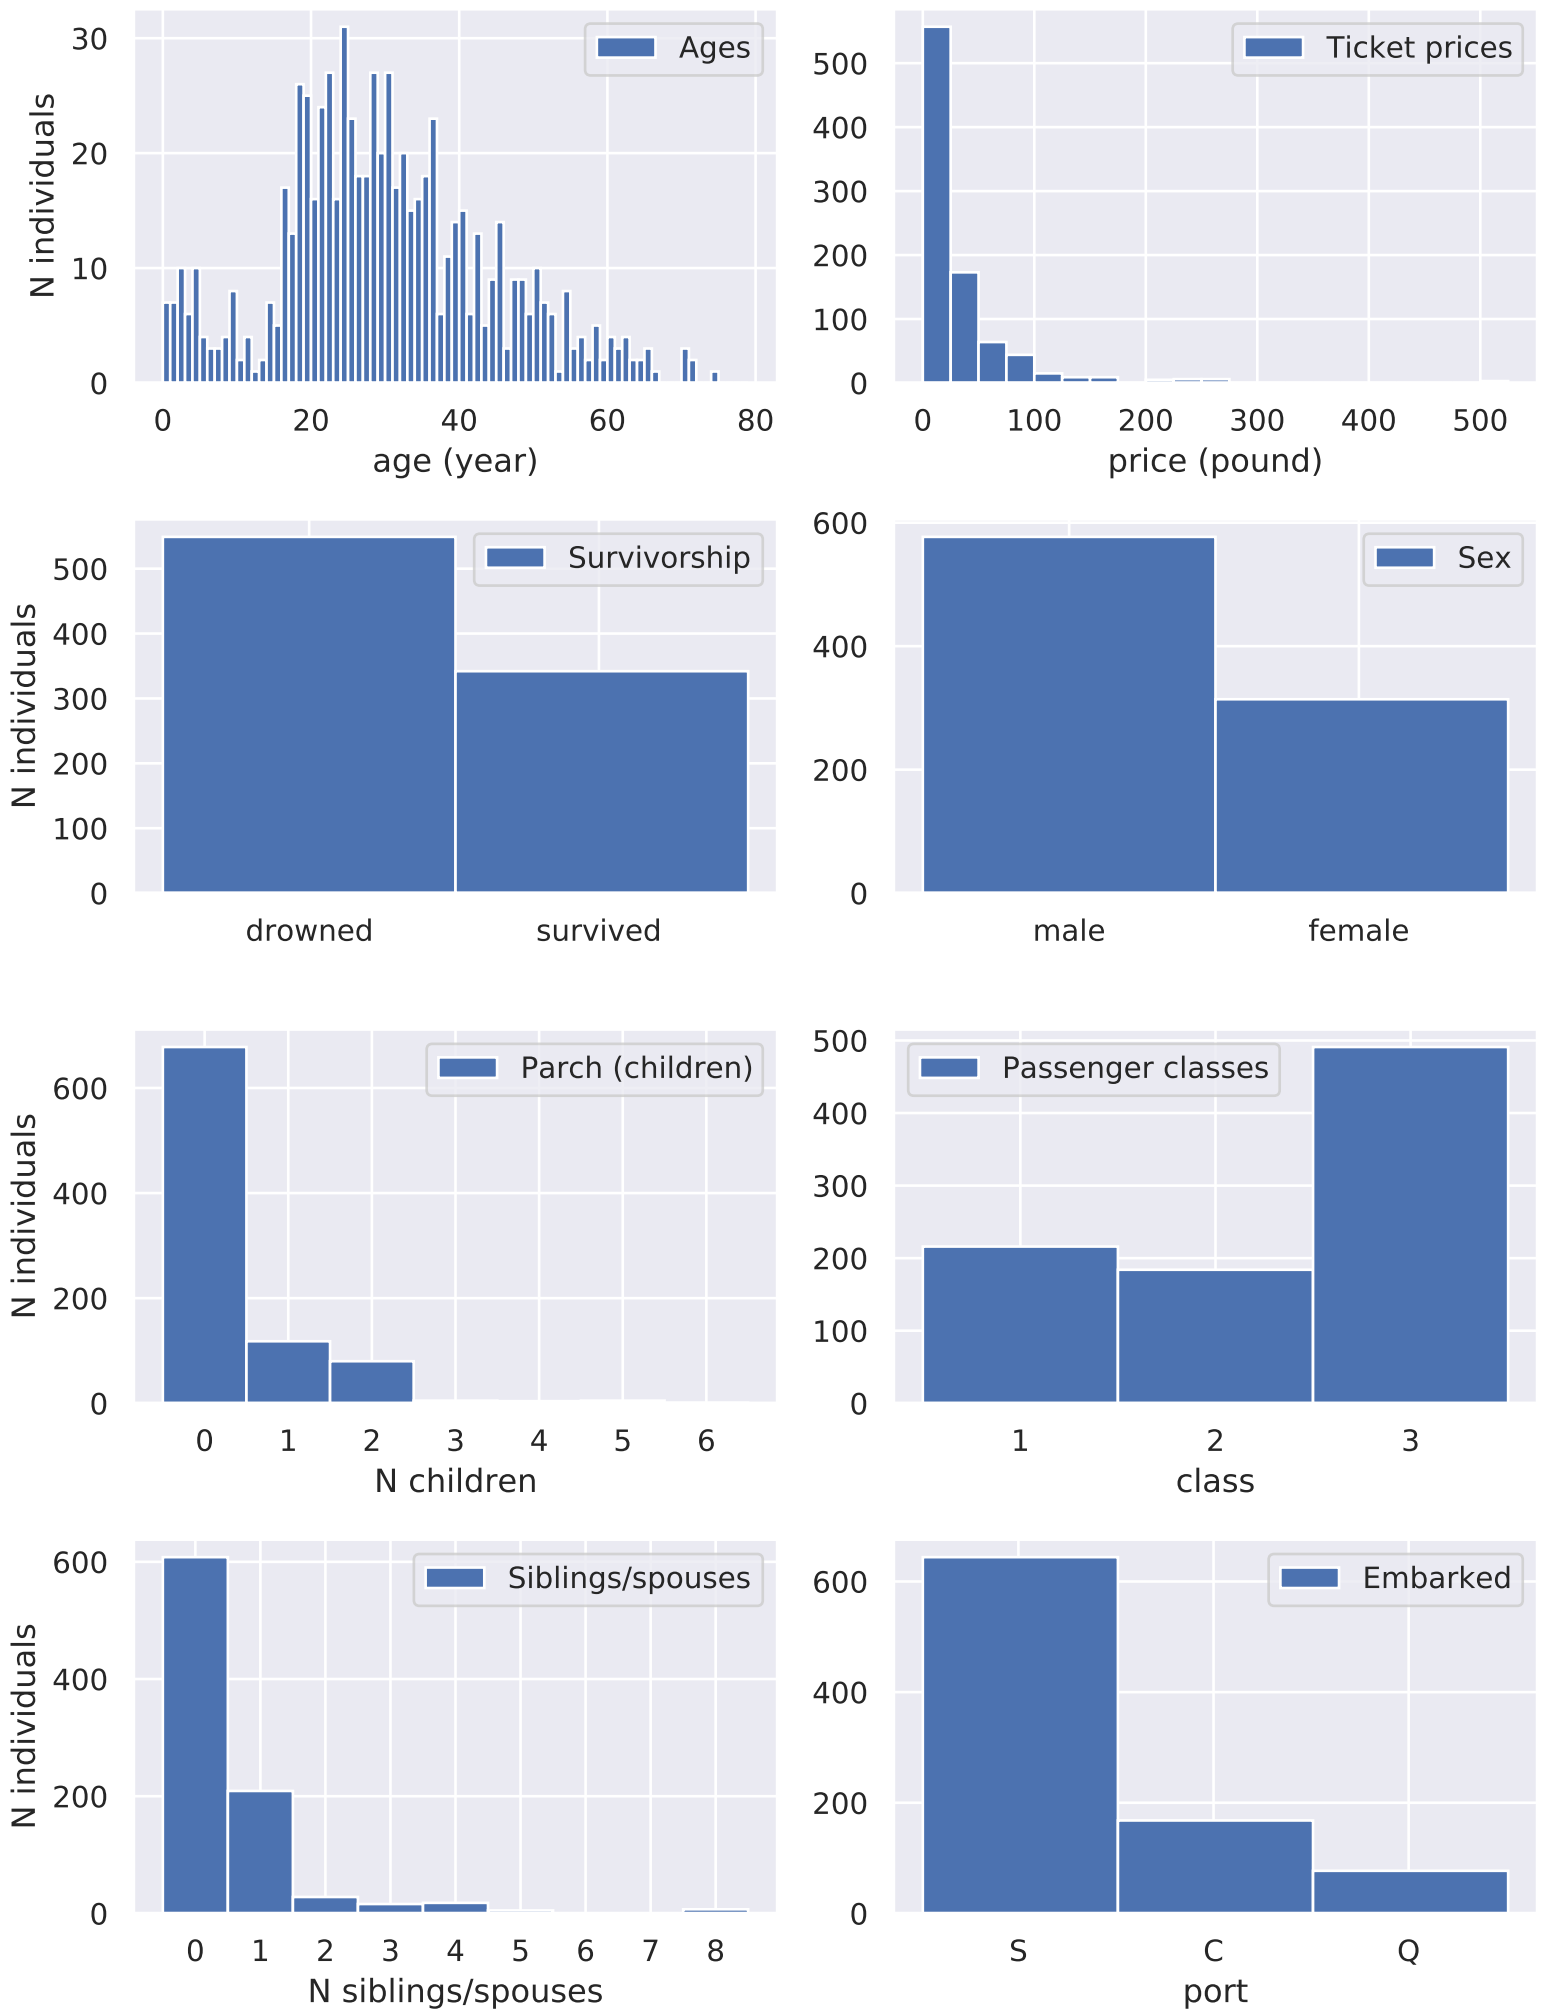 Ages
N individuals
30
20
10
0
0 20 40 60 80
age (year)
Ticket prices
500
400
300
200
100
0
0 100 200 300 400 500
price (pound)
Survivorship
N individuals
500
400
300
200
100
0
drowned survived
Sex
600
400
200
0
male female
Parch (children)
N individuals
600
400
200
0
0 1 2 3 4 5 6
N children
Passenger classes
500
400
300
200
100
0
1 2 3
class
Siblings/spouses
N individuals
600
400
200
0
0 1 2 3 4 5 6 7 8
N siblings/spouses
Embarked
600
400
200
0
S C Q
port